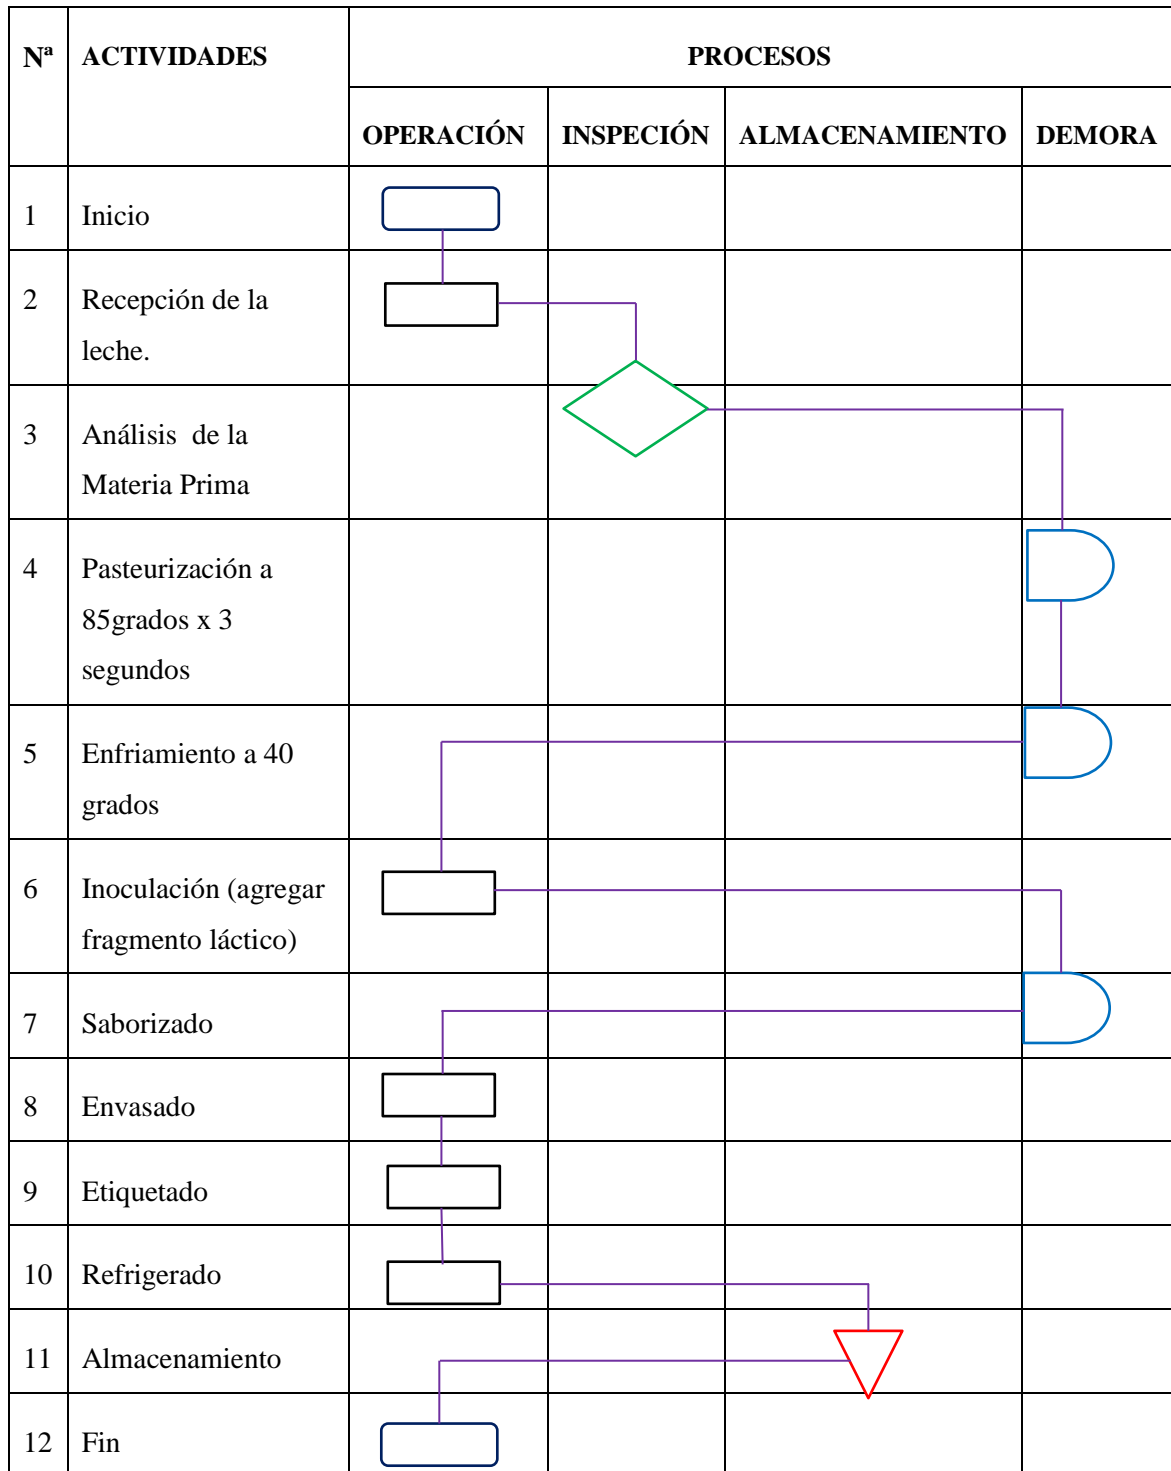 Nª ACTIVIDADES PROCESOS
OPERACIÓN INSPECIÓN ALMACENAMIENTO DEMORA
1 Inicio
2 Recepción de la
leche.
3 Análisis de la
Materia Prima
4 Pasteurización a
85grados x 3
segundos
5 Enfriamiento a 40
grados
6 Inoculación (agregar
fragmento láctico)
7 Saborizado
8 Envasado
9 Etiquetado
10 Refrigerado
11 Almacenamiento
12 Fin